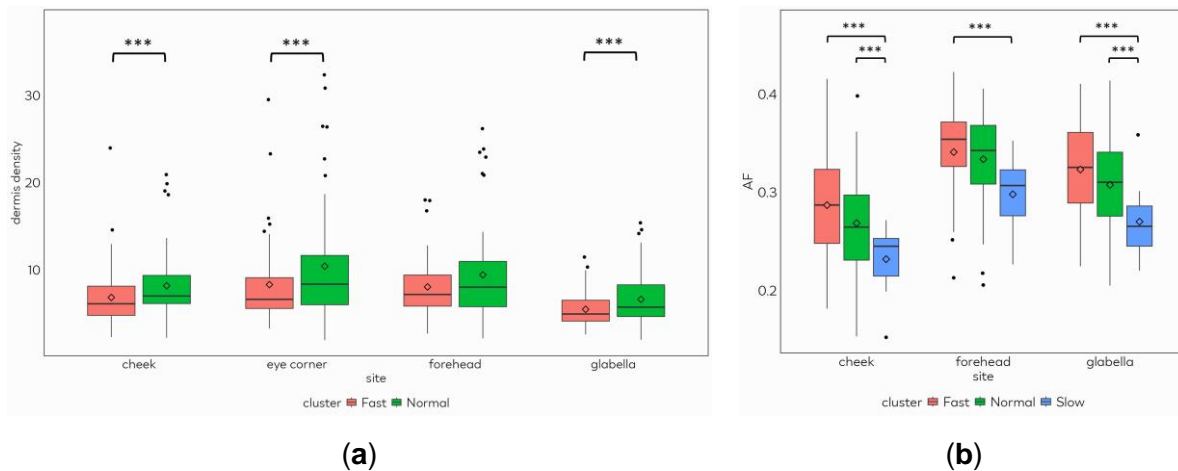 *** *** ***
30
20
10
dermis density
cheek eye corner forehead glabella
site
cluster Fast Normal
(a)
*** *** ***
*** ***
0.4
0.3
0.2
AF
cheek forehead glabella
site
cluster Fast Normal Slow
(b)